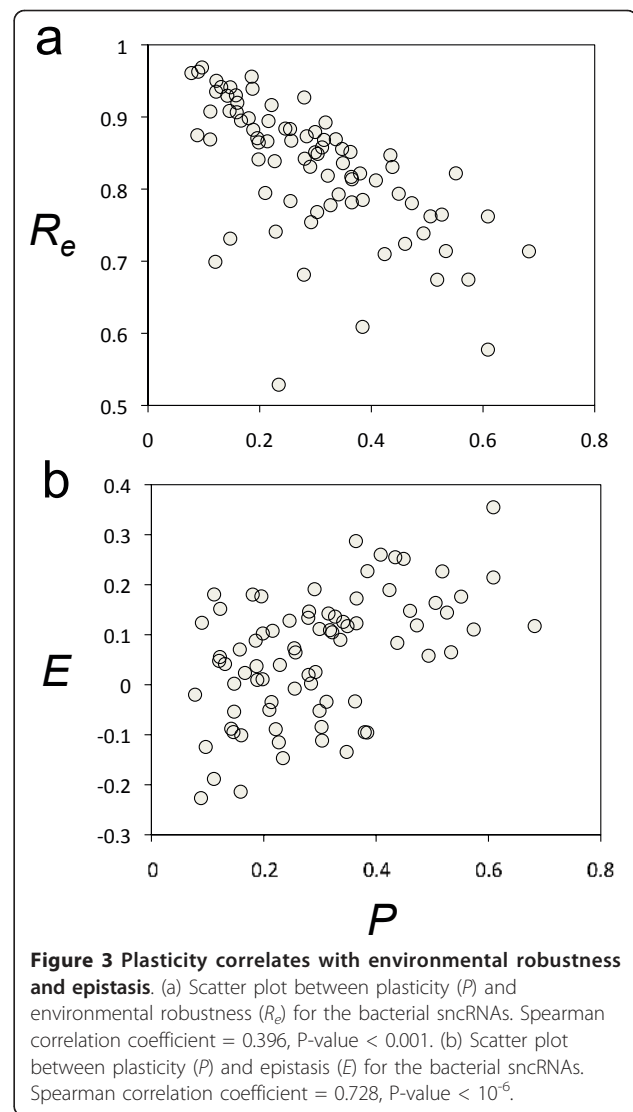 a
1
0.9
0.8
0.7
0.6
0.5
Re
0 0.2 0.4 0.6 0.8
b
0.4
0.3
0.2
0.1
0
-0.1
-0.2
-0.3
E
0 0.2 0.4 0.6 0.8
P
Figure 3 Plasticity correlates with environmental robustness
and epistasis. (a) Scatter plot between plasticity (P) and
environmental robustness (Re) for the bacterial sncRNAs. Spearman
correlation coefficient = 0.396, P-value < 0.001. (b) Scatter plot
between plasticity (P) and epistasis (E) for the bacterial sncRNAs.
Spearman correlation coefficient = 0.728, P-value < 10-6.